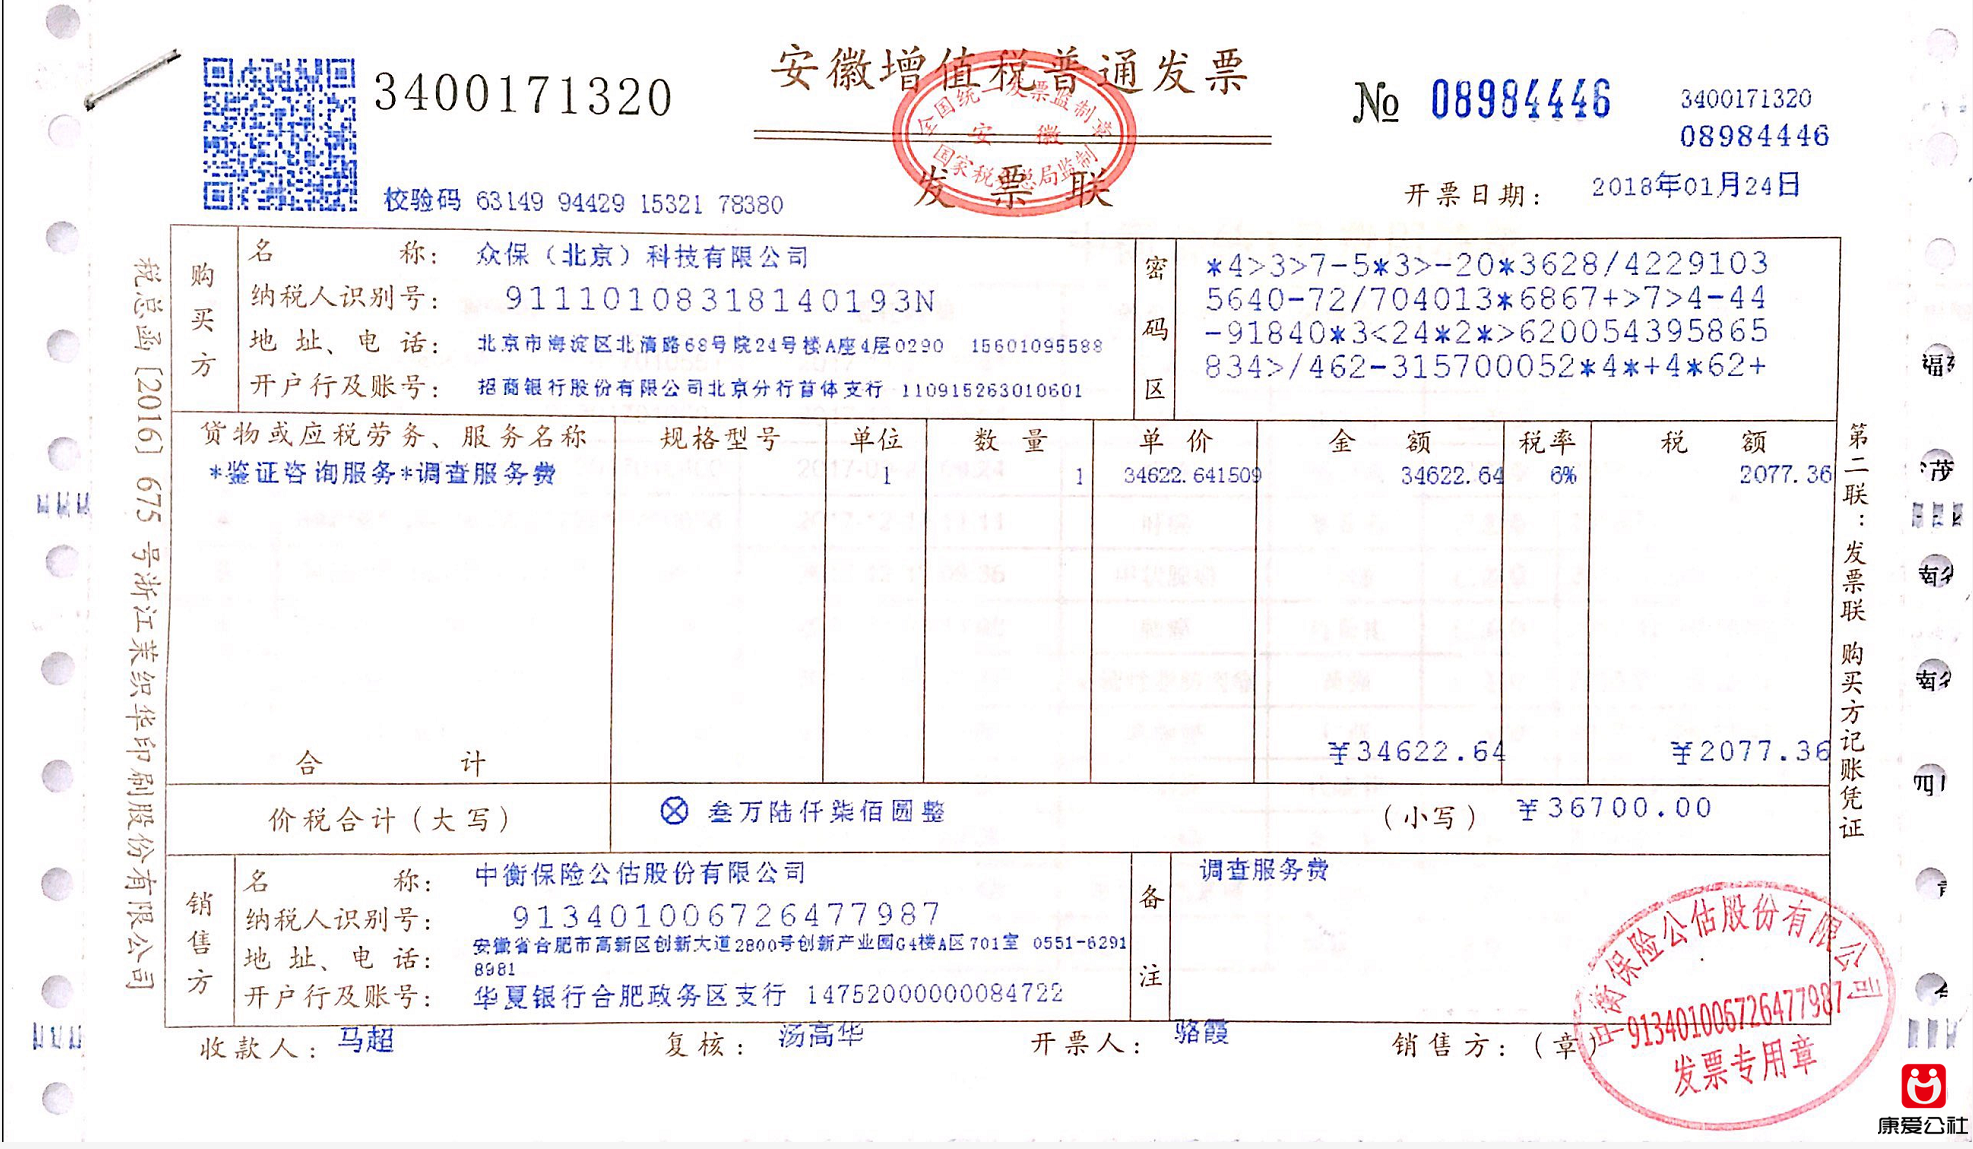 安徽增值税普通发票
3400171320
No 08984446
3400171320
08984446
全国统一发票监制章
安 徽
国家税务总局监制
发 票 联
校验码 63149 94429 15321 78380
开票日期: 2018年01月24日
购买方
名 称: 众保(北京)科技有限公司
纳税人识别号: 91110108318140193N
地 址、电 话: 北京市海淀区北清路68号院24号楼A座4层0290 15601095588
开户行及账号: 招商银行股份有限公司北京分行首体支行 110915263010601
密码区
*4>3>7-5*3>-20*3628/4229103
5640-72/704013*6867+>7>4-44
-91840*3<24*2*>620054395865
834>/462-315700052*4*+4*62+
货物或应税劳务、服务名称 规格型号 单位 数 量 单 价 金 额 税率 税 额
*鉴证咨询服务*调查服务费 1 1 34622.641509 34622.64 6% 2077.36
合 计 ¥34622.64 ¥2077.36
价税合计(大写) ⊗ 叁万陆仟柒佰圆整 (小写) ¥36700.00
销售方
名 称: 中衡保险公估股份有限公司
纳税人识别号: 913401006726477987
地 址、电 话: 安徽省合肥市高新区创新大道2800号创新产业园G4楼A区701室 0551-6291
8981
开户行及账号: 华夏银行合肥政务区支行 14752000000084722
备注
调查服务费
收款人: 马超 复核: 汤高华 开票人: 骆霞 销售方:(章)
中衡保险公估股份有限公司
913401006726477987
发票专用章
税总函[2016]675号浙江茉织华印刷股份有限公司
第二联:发票联 购买方记账凭证
康爱公社